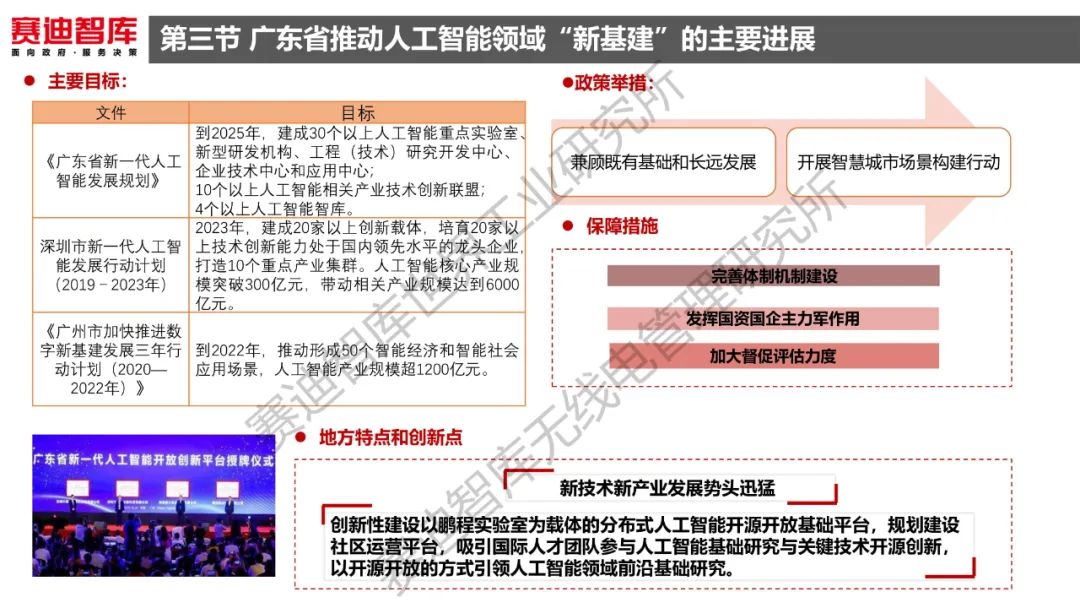 赛迪智库
面向政府·服务决策
第三节 广东省推动人工智能领域“新基建”的主要进展
● 主要目标：
文件
目标
《广东省新一代人工
智能发展规划》
到2025年，建成30个以上人工智能重点实验室、
新型研发机构、工程（技术）研究开发中心、
企业技术中心和应用中心；
10个以上人工智能相关产业技术创新联盟；
4个以上人工智能智库。
深圳市新一代人工智
能发展行动计划
（2019－2023年）
2023年，建成20家以上创新载体，培育20家以
上技术创新能力处于国内领先水平的龙头企业，
打造10个重点产业集群。人工智能核心产业规
模突破300亿元，带动相关产业规模达到6000
亿元。
《广州市加快推进数
字新基建发展三年行
动计划（2020—
2022年）》
到2022年，推动形成50个智能经济和智能社会
应用场景，人工智能产业规模超1200亿元。
●政策举措：
兼顾既有基础和长远发展
开展智慧城市场景构建行动
● 保障措施
完善体制机制建设
发挥国资国企主力军作用
加大督促评估力度
广东省新一代人工智能开放创新平台授牌仪式
● 地方特点和创新点
新技术新产业发展势头迅猛
创新性建设以鹏程实验室为载体的分布式人工智能开源开放基础平台，规划建设
社区运营平台，吸引国际人才团队参与人工智能基础研究与关键技术开源创新，
以开源开放的方式引领人工智能领域前沿基础研究。
赛迪智库世界工业研究所
赛迪智库无线电管理研究所